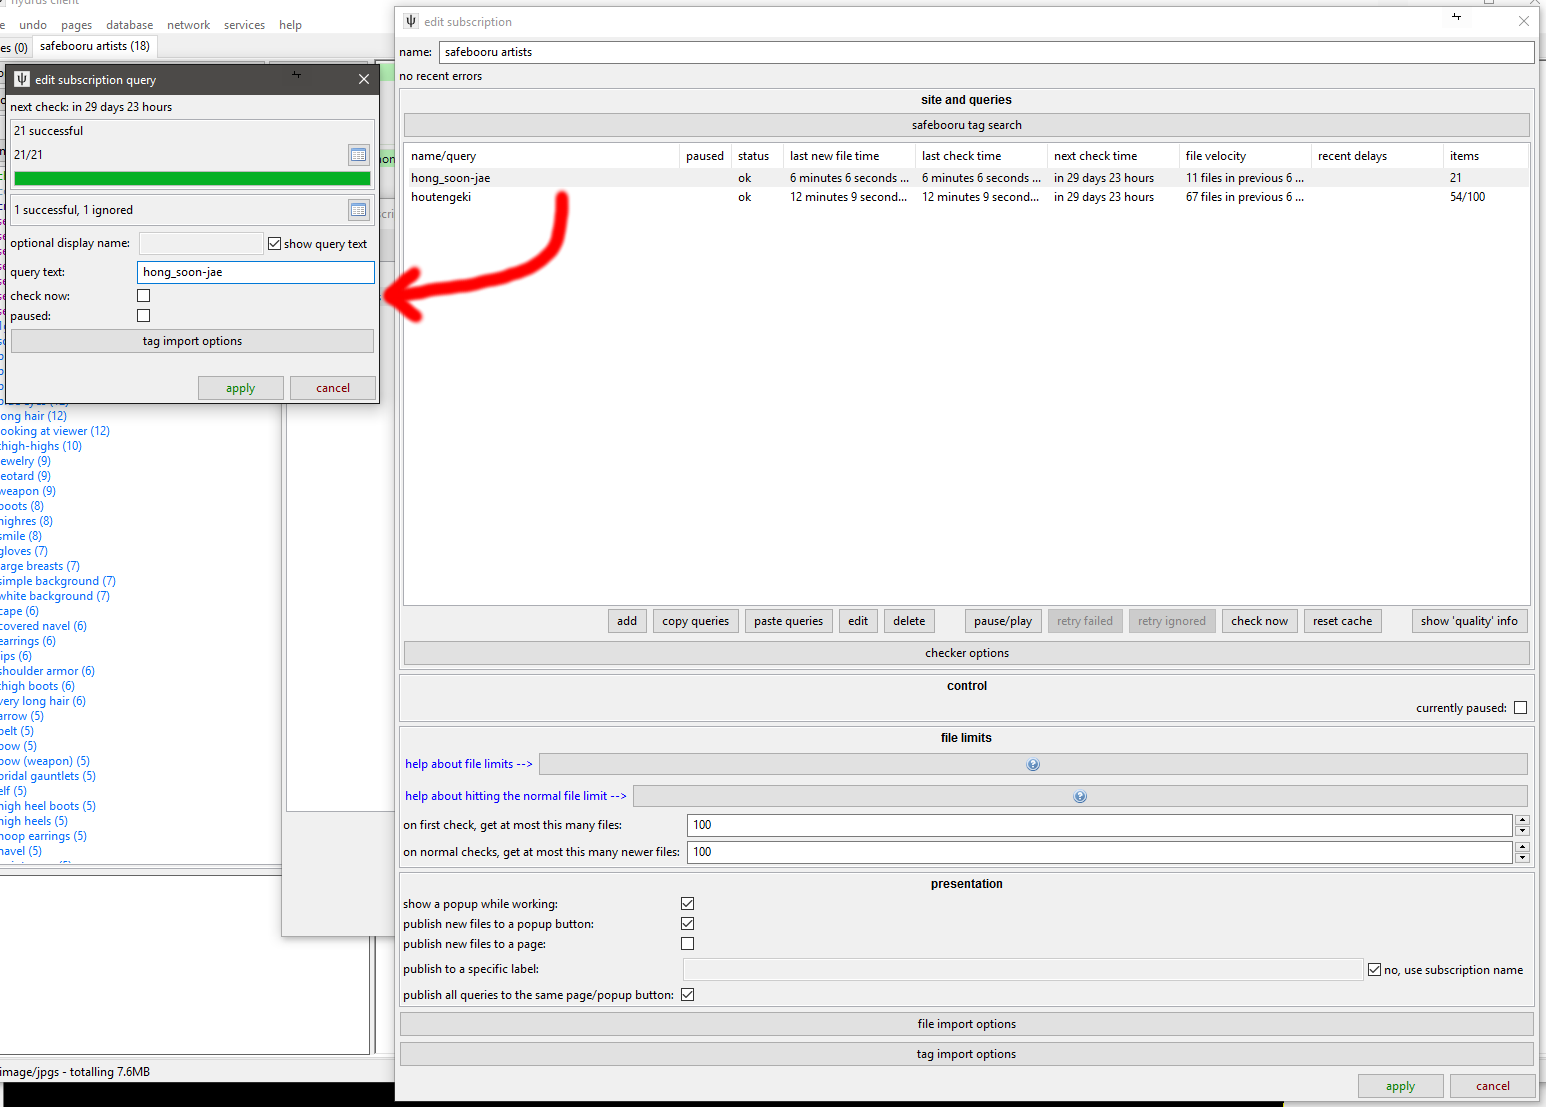 hydrus client
undo pages database network services help
es (0) safebooru artists (18)
edit subscription query
next check: in 29 days 23 hours
21 successful
21/21
1 successful, 1 ignored
optional display name: show query text
query text: hong_soon-jae
check now:
paused:
tag import options
apply cancel
ong hair (12)
ooking at viewer (12)
thigh-highs (10)
ewelry (9)
eotard (9)
weapon (9)
boots (8)
highres (8)
smile (8)
gloves (7)
arge breasts (7)
simple background (7)
white background (7)
cape (6)
covered navel (6)
earrings (6)
ips (6)
shoulder armor (6)
thigh boots (6)
very long hair (6)
arrow (5)
belt (5)
bow (5)
bow (weapon) (5)
bridal gauntlets (5)
elf (5)
high heel boots (5)
high heels (5)
hoop earrings (5)
navel (5)
image/jpgs - totalling 7.6MB
edit subscription
name: safebooru artists
no recent errors
site and queries
safebooru tag search
name/query paused status last new file time last check time next check time file velocity recent delays items
hong_soon-jae ok 6 minutes 6 seconds ... 6 minutes 6 seconds ... in 29 days 23 hours 11 files in previous 6 ... 21
houtengeki ok 12 minutes 9 second... 12 minutes 9 second... in 29 days 23 hours 67 files in previous 6 ... 54/100
add copy queries paste queries edit delete pause/play retry failed retry ignored check now reset cache show 'quality' info
checker options
control
currently paused:
file limits
help about file limits -->
help about hitting the normal file limit -->
on first check, get at most this many files: 100
on normal checks, get at most this many newer files: 100
presentation
show a popup while working:
publish new files to a popup button:
publish new files to a page:
publish to a specific label: no, use subscription name
publish all queries to the same page/popup button:
file import options
tag import options
apply cancel